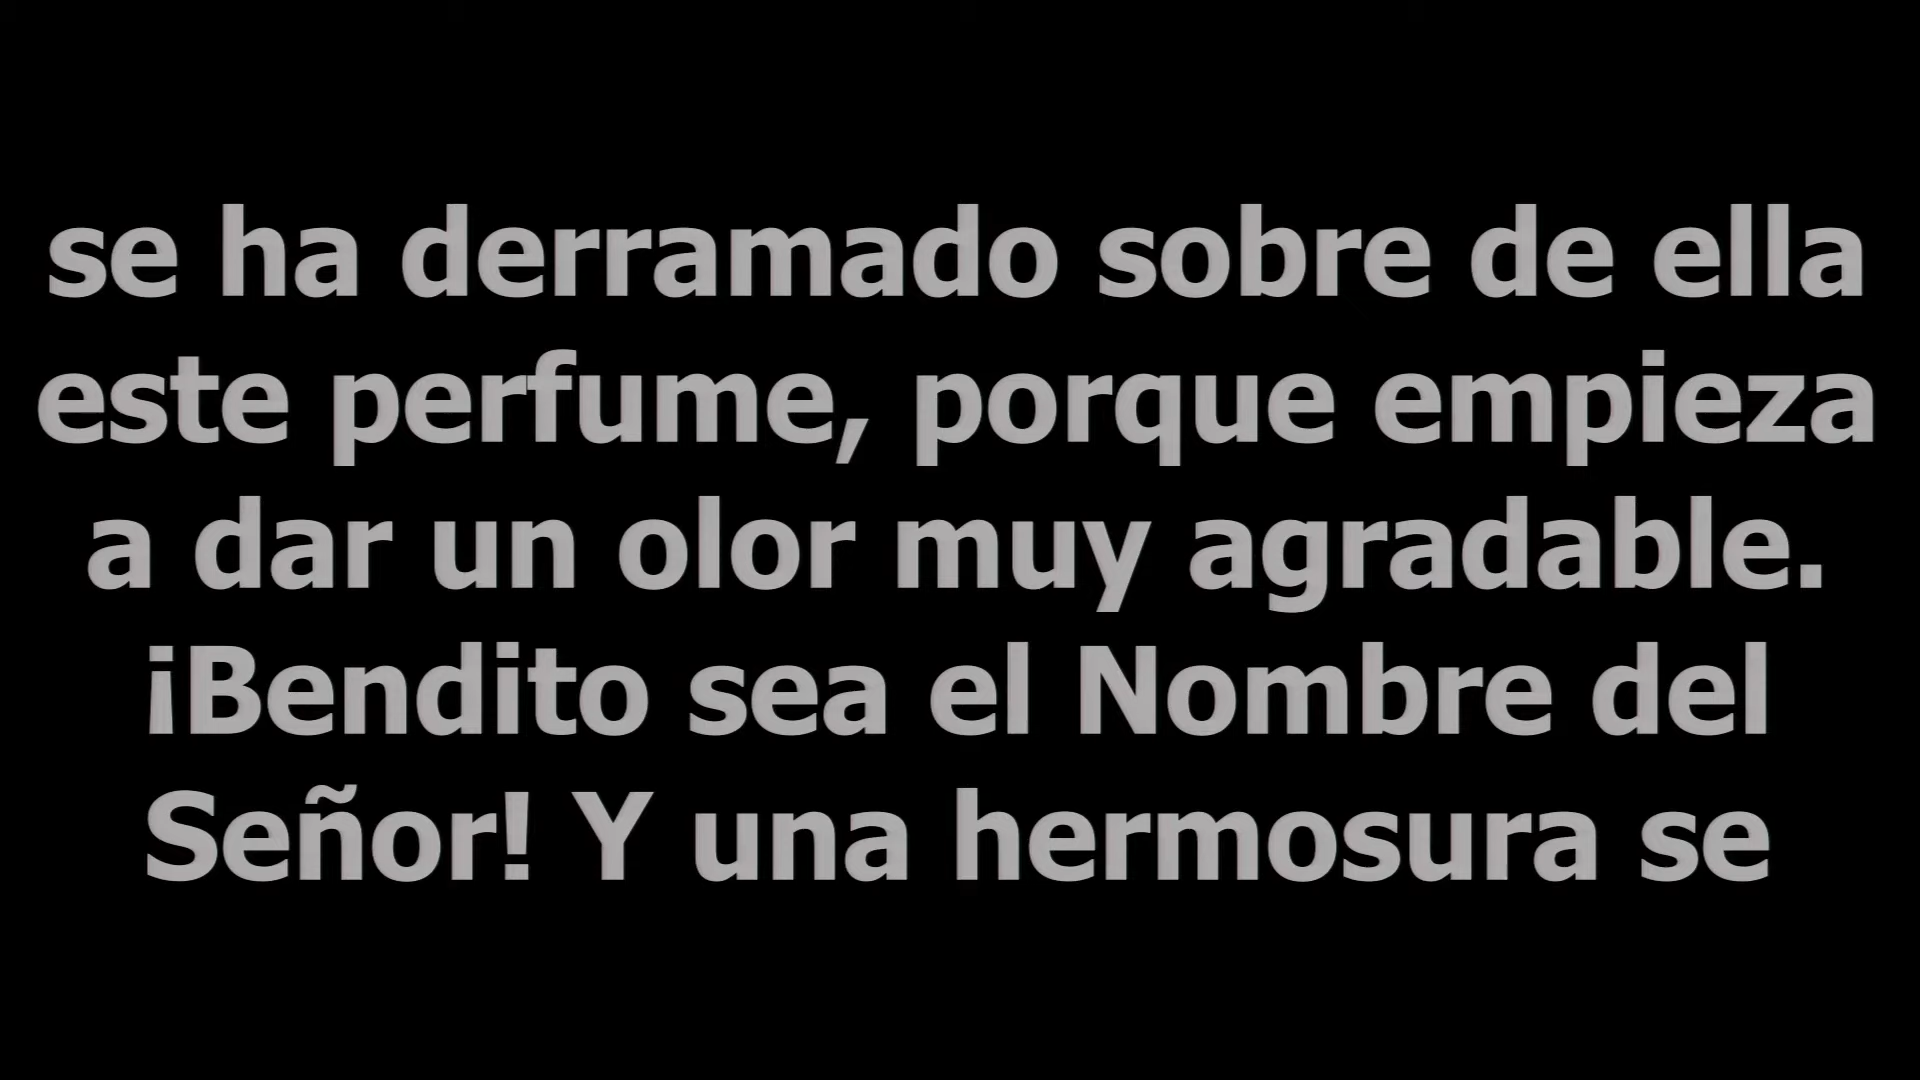 se ha derramado sobre de ella
este perfume, porque empieza
a dar un olor muy agradable.
¡Bendito sea el Nombre del
Señor! Y una hermosura se